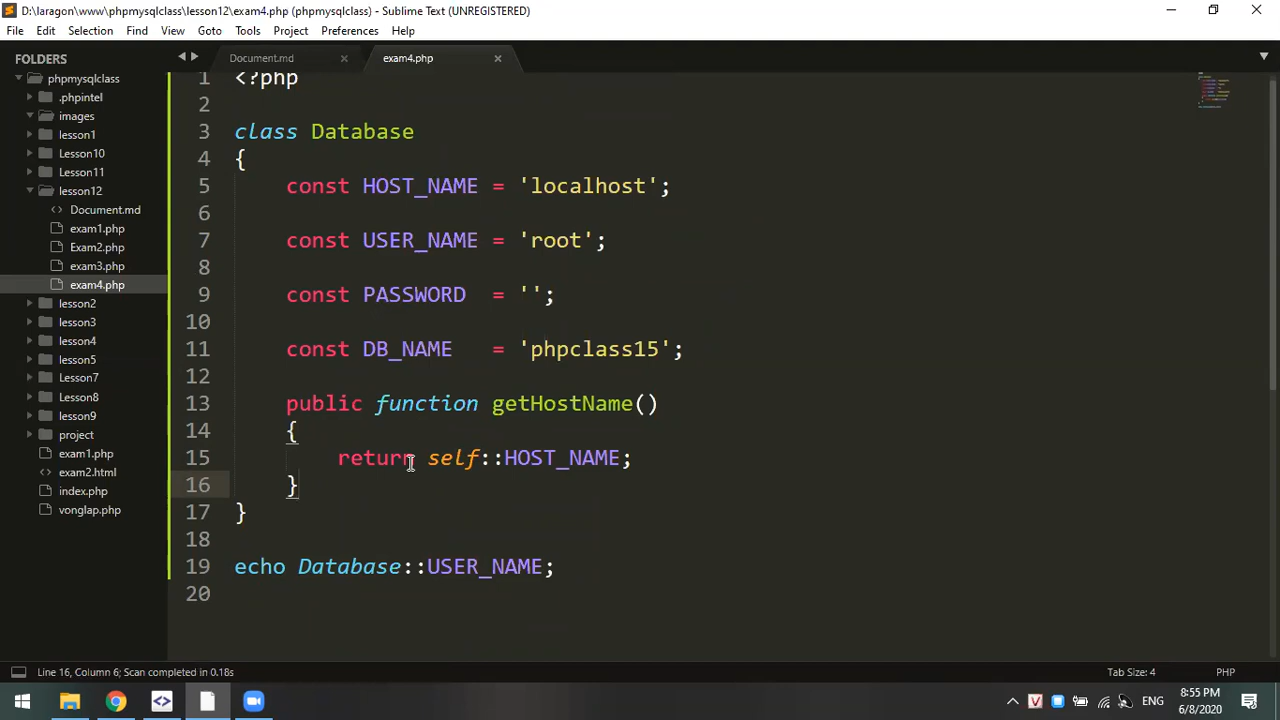 D:\laragon\www\phpmysqlclass\lesson12\exam4.php (phpmysqlclass) - Sublime Text (UNREGISTERED)
File Edit Selection Find View Goto Tools Project Preferences Help
FOLDERS
phpmysqlclass
.phpintel
images
lesson1
Lesson10
Lesson11
lesson12
Document.md
exam1.php
Exam2.php
exam3.php
exam4.php
lesson2
lesson3
lesson4
lesson5
Lesson7
Lesson8
lesson9
project
exam1.php
exam2.html
index.php
vonglap.php
Document.md exam4.php
1 <?php
2
3 class Database
4 {
5     const HOST_NAME = 'localhost';
6
7     const USER_NAME = 'root';
8
9     const PASSWORD  = '';
10
11     const DB_NAME   = 'phpclass15';
12
13     public function getHostName()
14     {
15         return self::HOST_NAME;
16     }
17 }
18
19 echo Database::USER_NAME;
20
Line 16, Column 6; Scan completed in 0.18s Tab Size: 4 PHP
V ENG 8:55 PM
6/8/2020